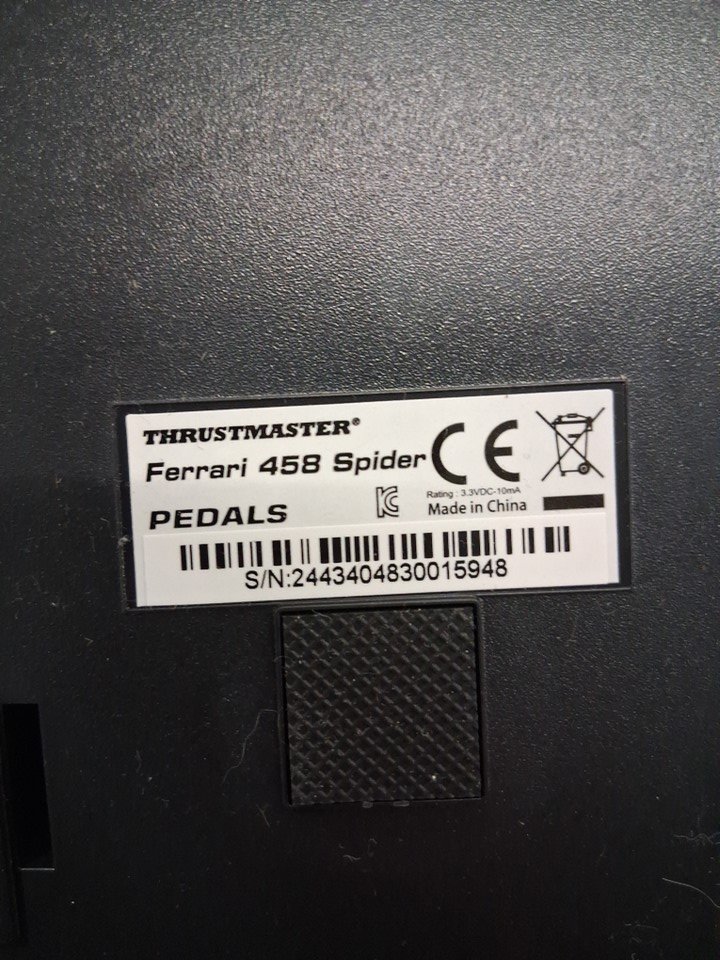 THRUSTMASTER®
Ferrari 458 Spider
CE
PEDALS
Rating : 3.3VDC-10mA
Made in China
S/N:2443404830015948